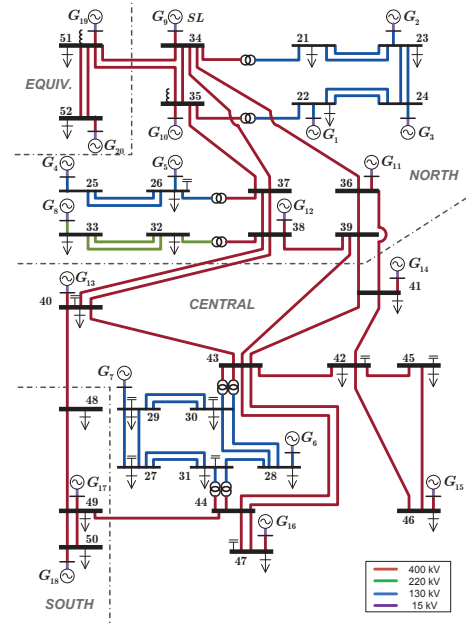 G19
G9 SL
G2
51
34
21
23
EQUIV.
35
22
24
52
G20
G10
G1
G3
G4
G5
G11
NORTH
25
26
37
36
G8
G12
33
32
38
39
G13
CENTRAL
G14
40
41
43
42
45
G7
48
29
30
G6
27
31
28
G17
G15
49
44
G16
46
50
47
G18
SOUTH
400 kV
220 kV
130 kV
15 kV